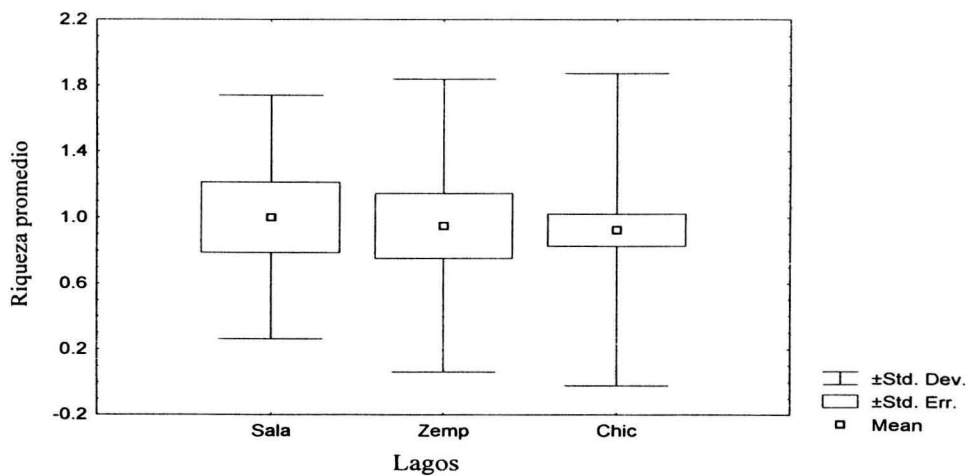 2.2
1.8
1.4
1.0
0.6
0.2
-0.2
Riqueza promedio
Sala Zemp Chic
Lagos
±Std. Dev.
±Std. Err.
Mean